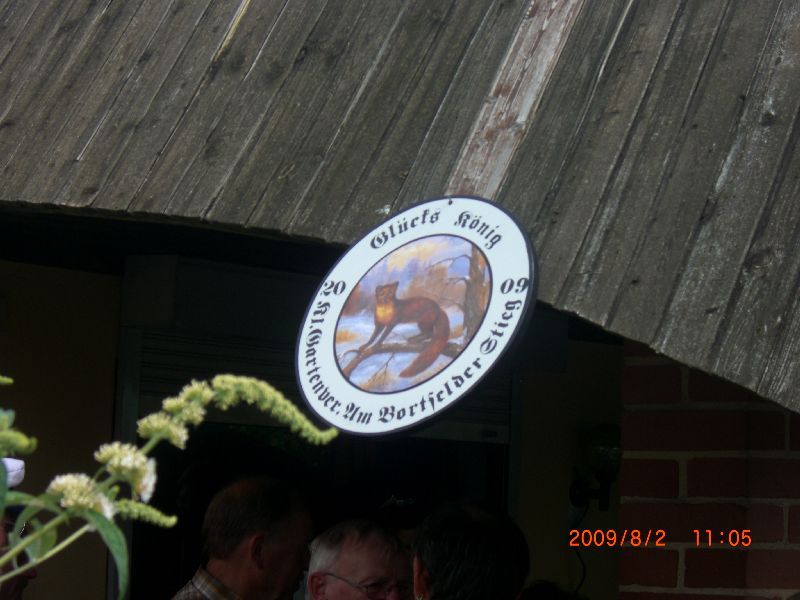 Glücks König
20 09
Kl. Gartenver. Am Bortfelder Stieg
2009/8/2 11:05